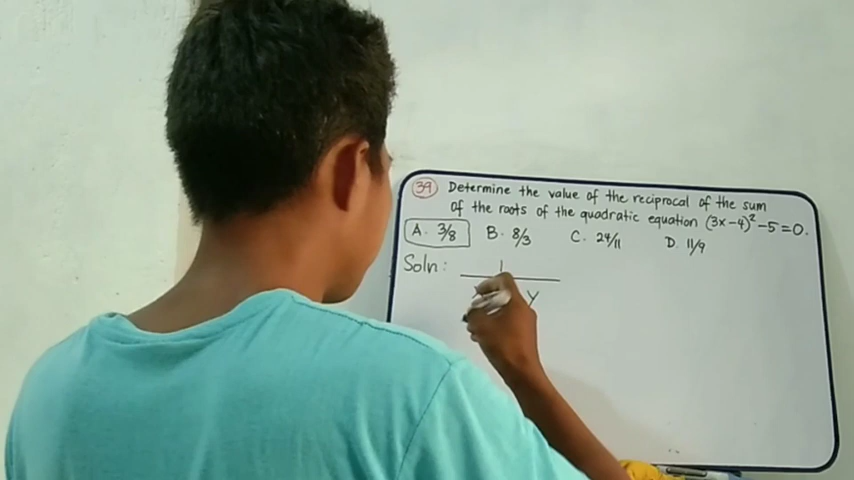 39 Determine the value of the reciprocal of the sum
of the roots of the quadratic equation (3x-4)²-5=0.
A. 3/8 B. 8/3 C. 24/11 D. 11/9
Soln: 1
Y